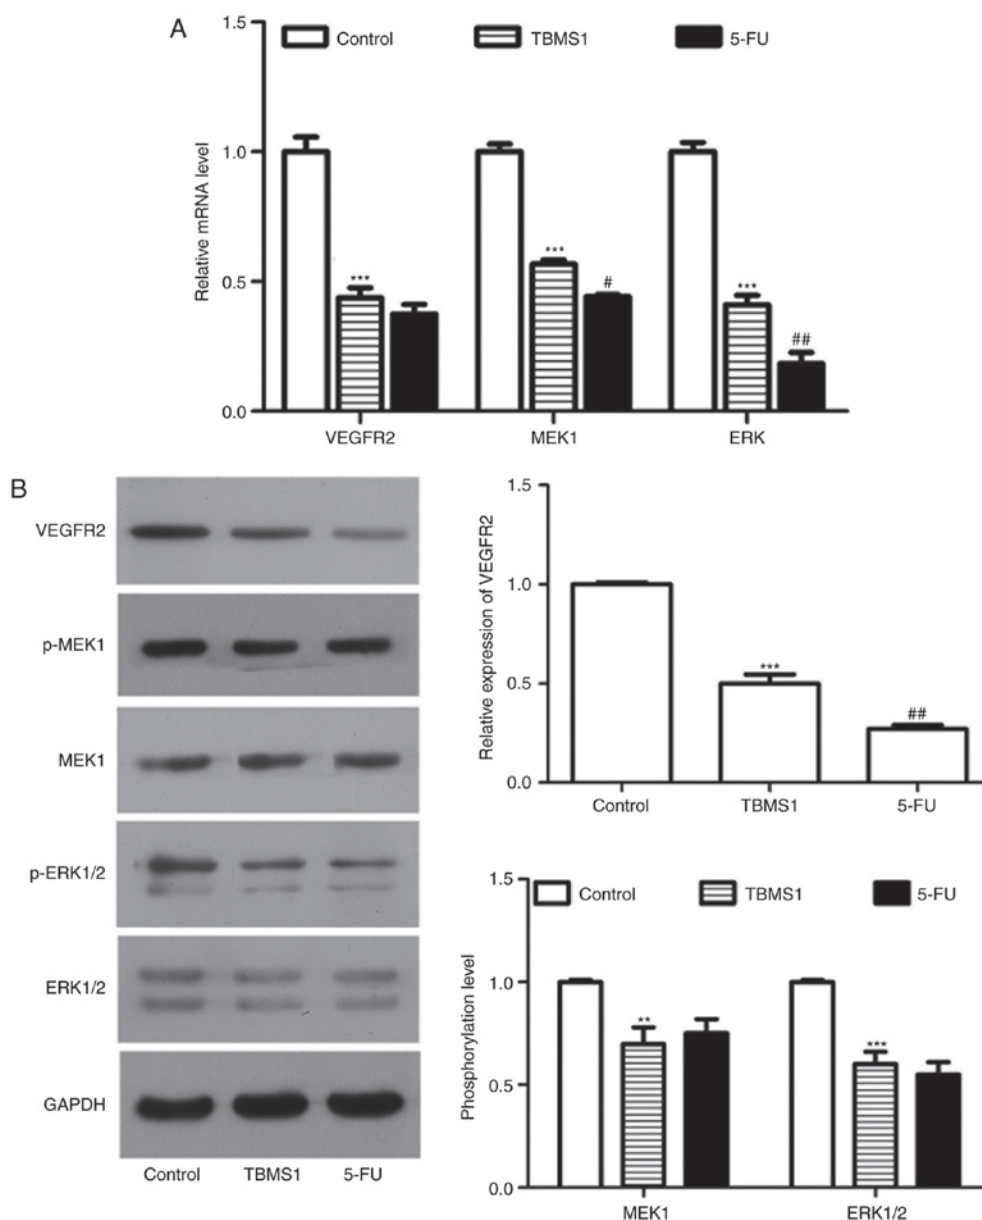 A
1.5
Control
TBMS1
5-FU
1.0
0.5
0.0
Relative mRNA level
***
***
#
***
##
VEGFR2
MEK1
ERK
B
VEGFR2
p-MEK1
MEK1
p-ERK1/2
ERK1/2
GAPDH
Control
TBMS1
5-FU
1.5
1.0
0.5
0.0
Relative expression of VEGFR2
***
##
Control
TBMS1
5-FU
1.5
Control
TBMS1
5-FU
1.0
0.5
0.0
Phosphorylation level
**
***
MEK1
ERK1/2